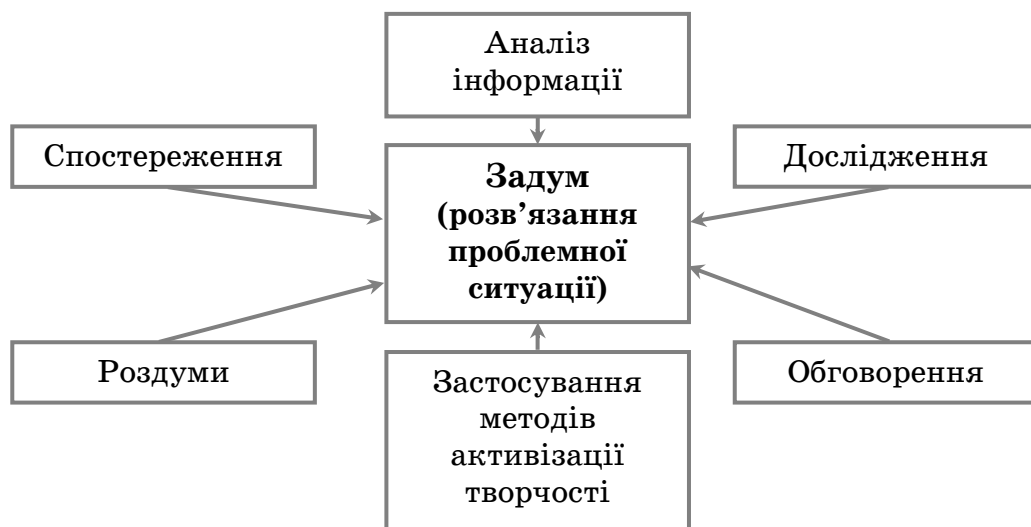 Аналіз
інформації
Спостереження
Дослідження
Задум
(розв’язання
проблемної
ситуації)
Роздуми
Обговорення
Застосування
методів
активізації
творчості